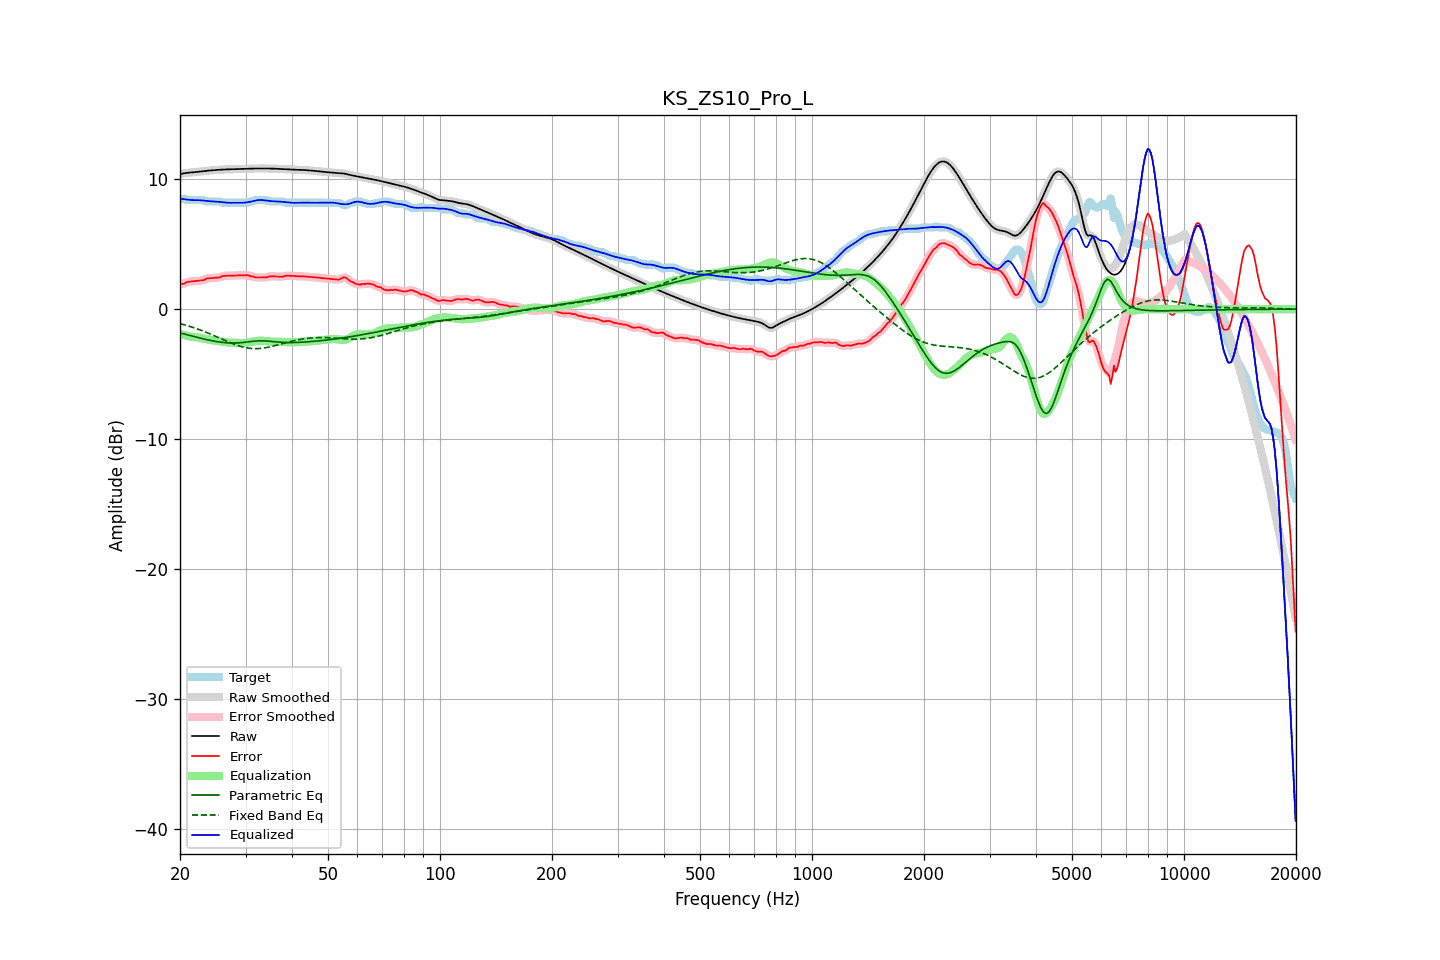 KS_ZS10_Pro_L
10
0
−10
−20
−30
−40
Amplitude (dBr)
Target
Raw Smoothed
Error Smoothed
Raw
Error
Equalization
Parametric Eq
Fixed Band Eq
Equalized
20 50 100 200 500 1000 2000 5000 10000 20000
Frequency (Hz)